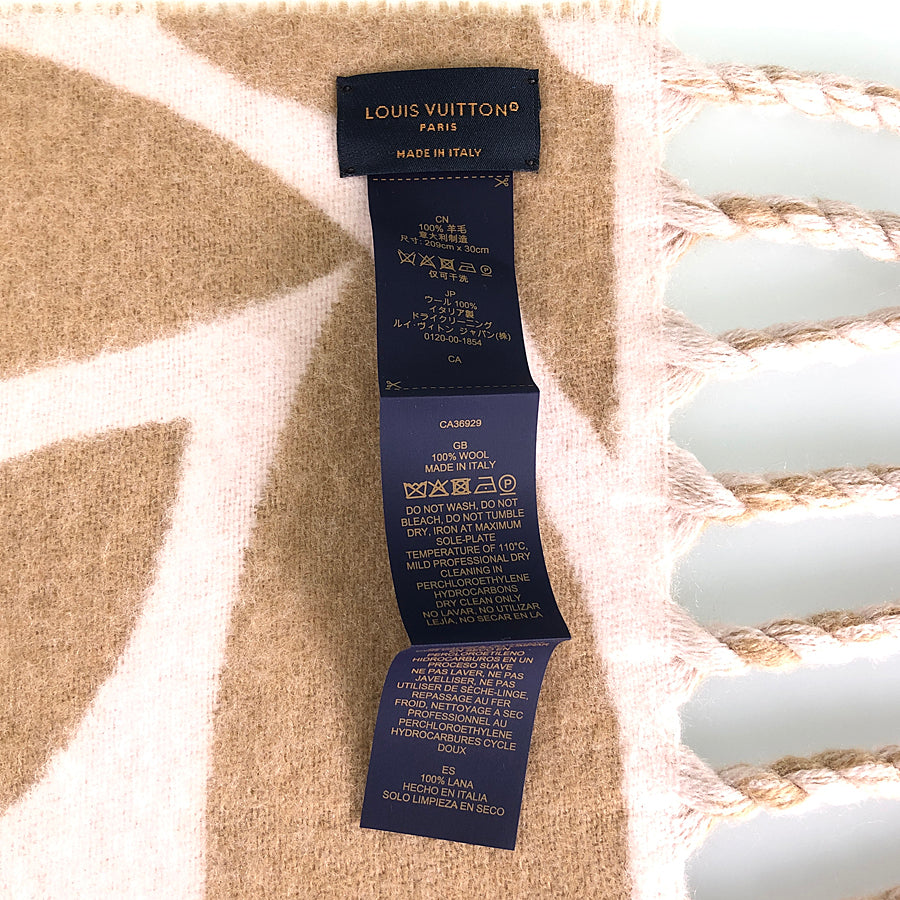 LOUIS VUITTON
PARIS
MADE IN ITALY
CN
100% 羊毛
意大利制造
尺寸: 209cm x 30cm
仅可干洗
JP
ウール 100%
イタリア製
ドライクリーニング
ルイ・ヴィトン ジャパン(株)
0120-00-1854
CA
CA36929
GB
100% WOOL
MADE IN ITALY
DO NOT WASH, DO NOT
BLEACH, DO NOT TUMBLE
DRY, IRON AT MAXIMUM
SOLE-PLATE
TEMPERATURE OF 110°C,
MILD PROFESSIONAL DRY
CLEANING IN
PERCHLOROETHYLENE
HYDROCARBONS
DRY CLEAN ONLY
NO LAVAR, NO UTILIZAR
LEJÍA, NO SECAR EN LA
PERCLOROETILENO
HIDROCARBUROS EN UN
PROCESO SUAVE
NE PAS LAVER, NE PAS
JAVELLISER, NE PAS
UTILISER DE SÈCHE-LINGE,
REPASSAGE AU FER
FROID, NETTOYAGE A SEC
PROFESSIONNEL AU
PERCHLOROETHYLENE
HYDROCARBURES CYCLE
DOUX
ES
100% LANA
HECHO EN ITALIA
SOLO LIMPIEZA EN SECO